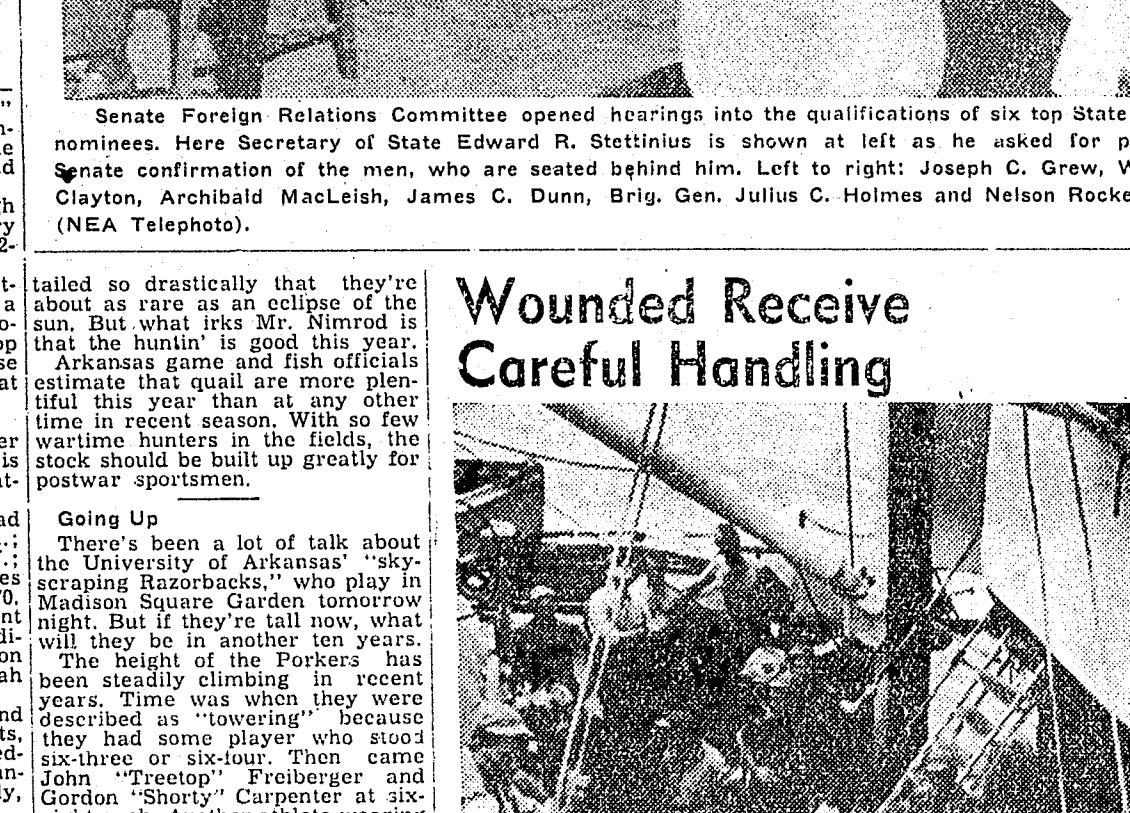 Senate Foreign Relations Committee opened hearings into the qualifications of six top State
nominees. Here Secretary of State Edward R. Stettinius is shown at left as he asked for
Senate confirmation of the men, who are seated behind him. Left to right: Joseph C. Grew,
Clayton, Archibald MacLeish, James C. Dunn, Brig. Gen. Julius C. Holmes and Nelson Rocke
(NEA Telephoto).
tailed so drastically that they're
about as rare as an eclipse of the
sun. But what irks Mr. Nimrod is
that the huntin' is good this year.
Arkansas game and fish officials
estimate that quail are more plen-
tiful this year than at any other
time in recent season. With so few
wartime hunters in the fields, the
stock should be built up greatly for
postwar sportsmen.
Going Up
There's been a lot of talk about
the University of Arkansas' "sky-
scraping Razorbacks," who play in
Madison Square Garden tomorrow
night. But if they're tall now, what
will they be in another ten years.
The height of the Porkers has
been steadily climbing in recent
years. Time was when they were
described as "towering" because
they had some player who stood
six-three or six-four. Then came
John "Treetop" Freiberger and
Gordon "Shorty" Carpenter at six-
Wounded Receive
Careful Handling